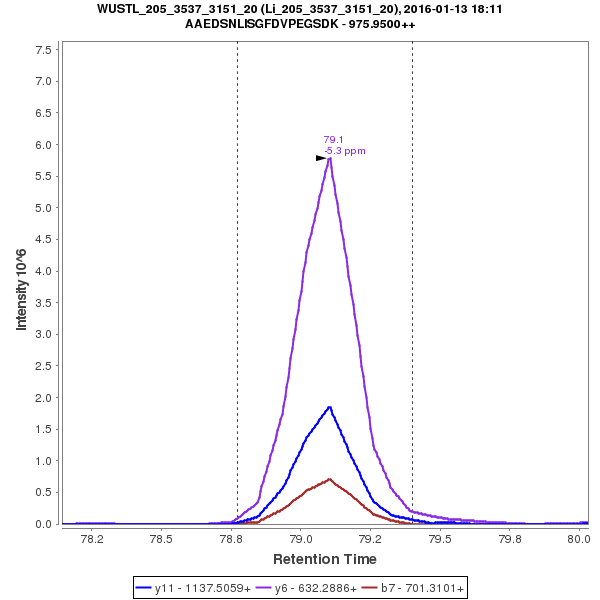 WUSTL_205_3537_3151_20 (Li_205_3537_3151_20), 2016-01-13 18:11
AAEDSNLISGFDVPEGSDK - 975.9500++
7.5
7.0
6.5
6.0
5.5
5.0
4.5
4.0
3.5
3.0
2.5
2.0
1.5
1.0
0.5
0.0
Intensity 10^6
79.1
-5.3 ppm
78.2 78.4 78.8 79.0 79.2 79.5 79.8 80.0
Retention Time
y11 - 1137.5059+ y6 - 632.2886+ b7 - 701.3101+